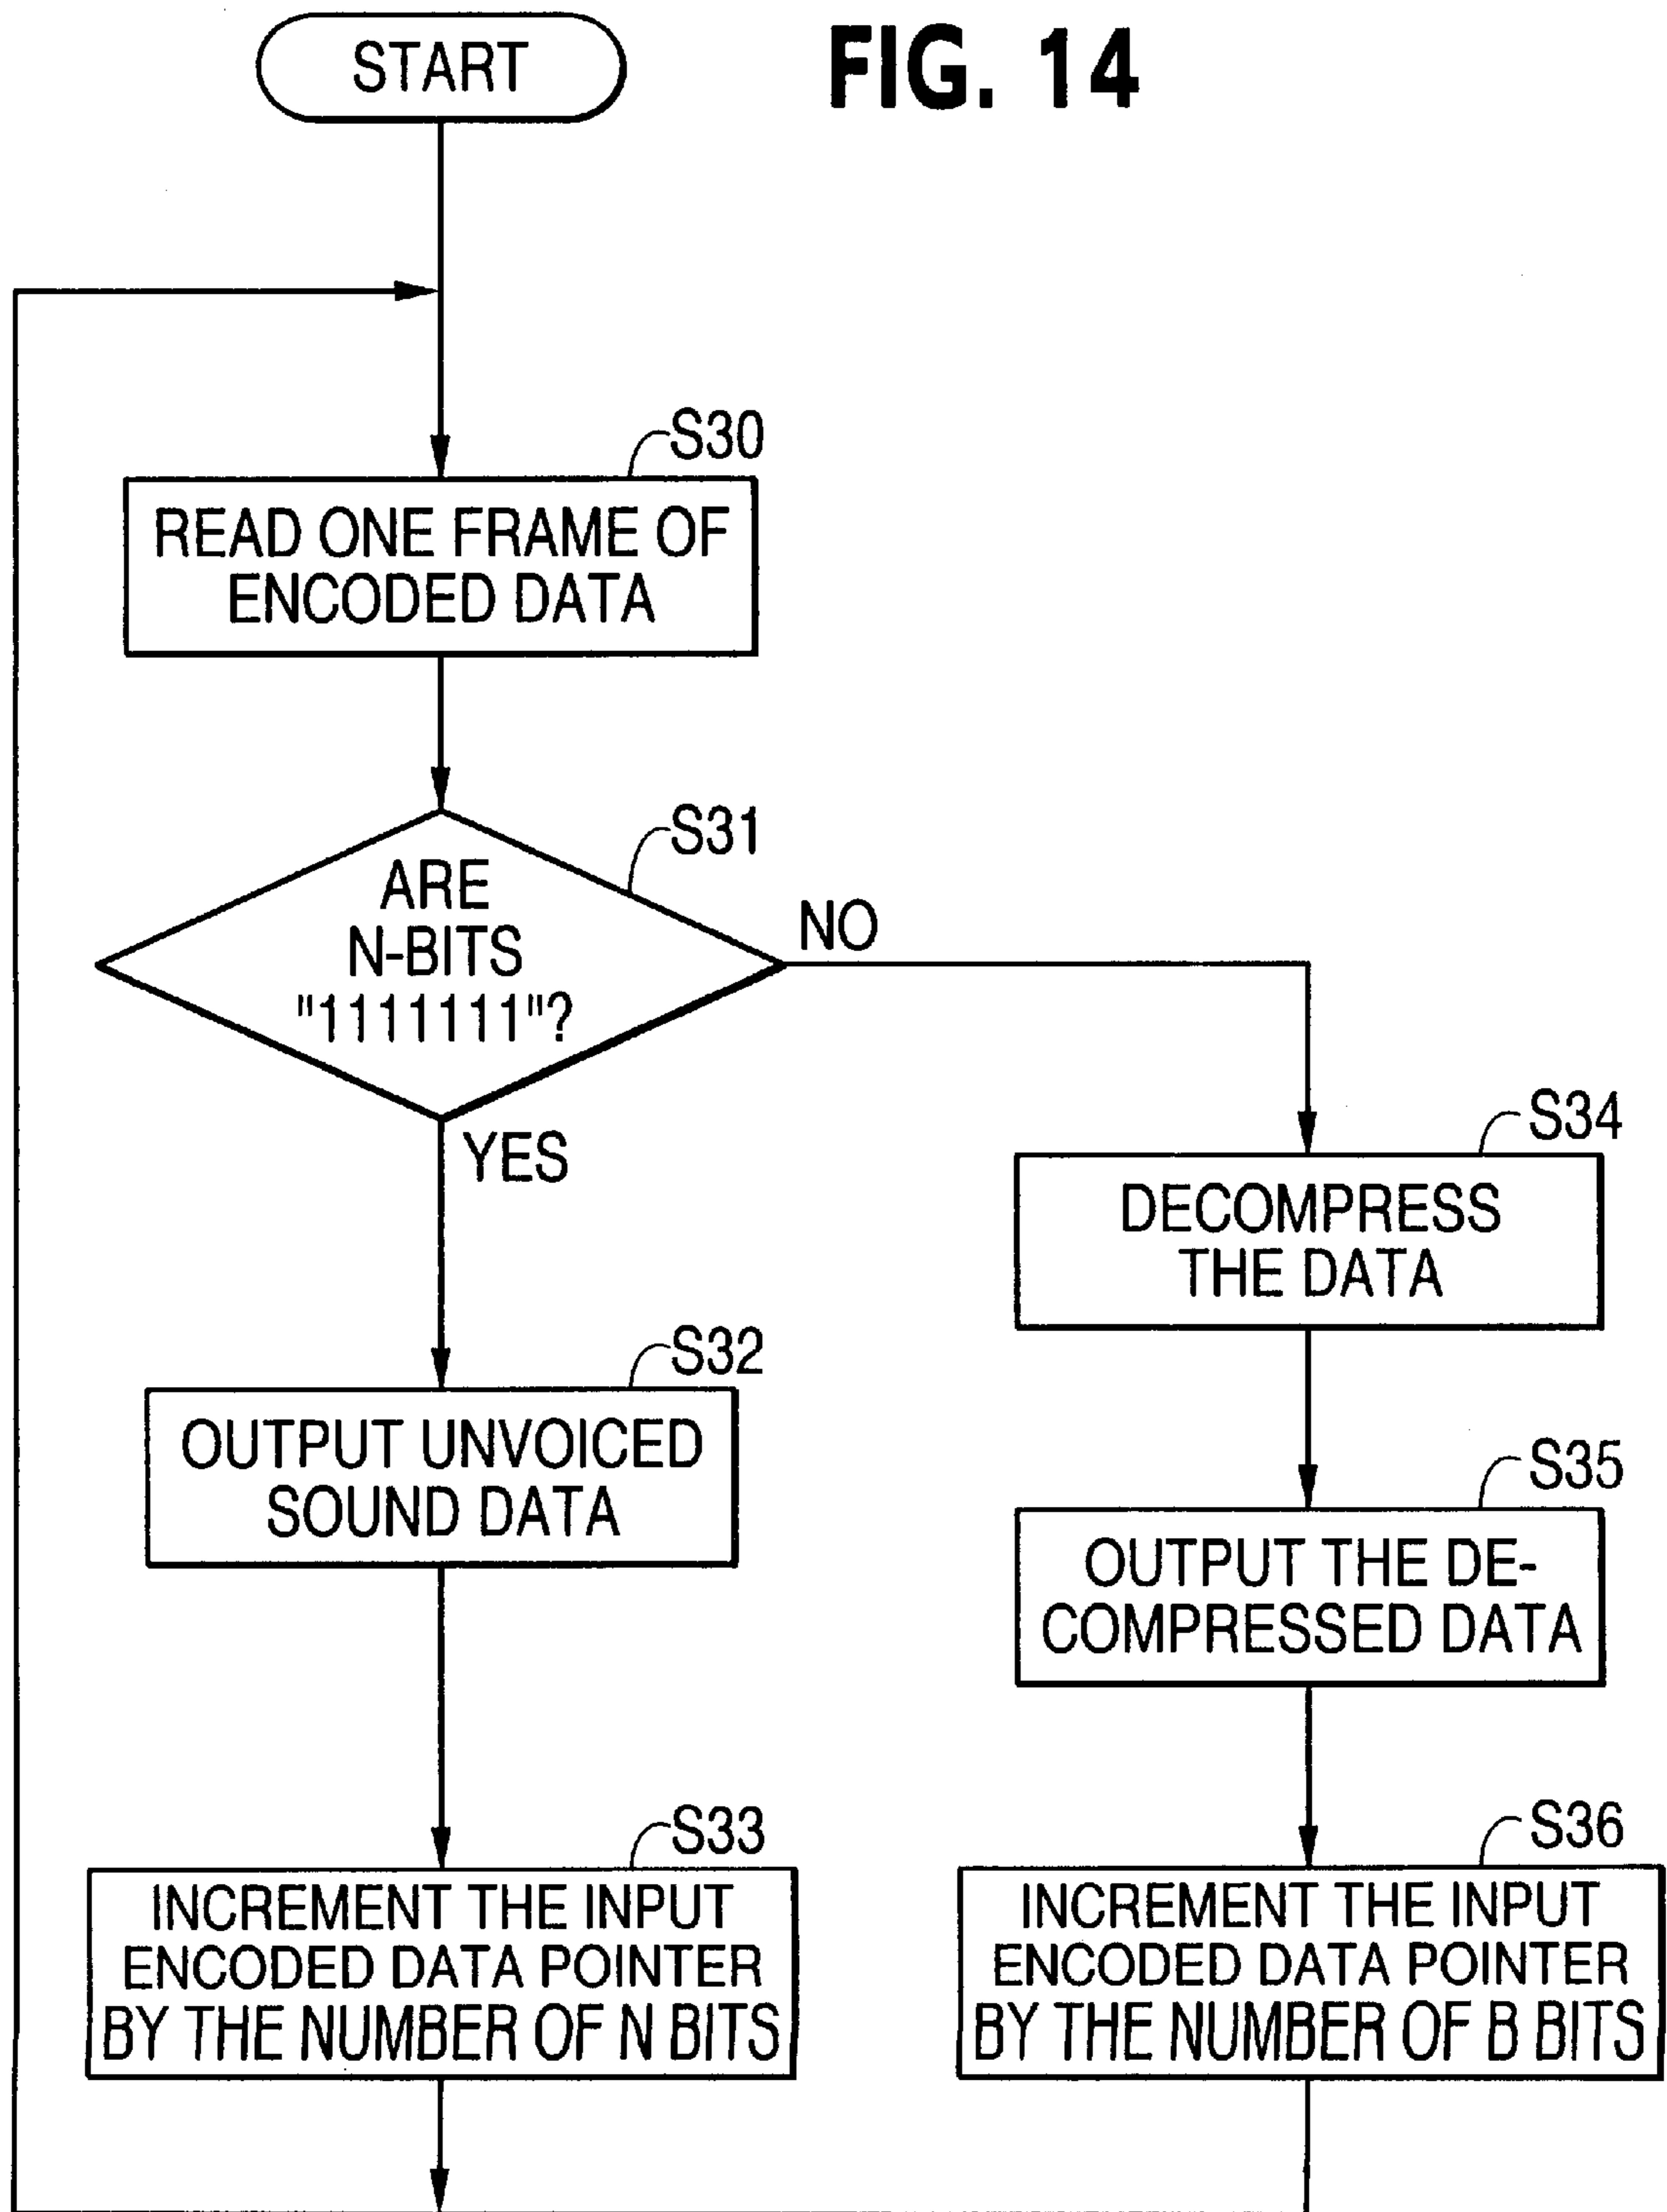 START
FIG. 14
S30
READ ONE FRAME OF
ENCODED DATA
S31
ARE
N-BITS
"1111111"?
NO
YES
S34
DECOMPRESS
THE DATA
S32
OUTPUT UNVOICED
SOUND DATA
S35
OUTPUT THE DE-
COMPRESSED DATA
S33
INCREMENT THE INPUT
ENCODED DATA POINTER
BY THE NUMBER OF N BITS
S36
INCREMENT THE INPUT
ENCODED DATA POINTER
BY THE NUMBER OF B BITS